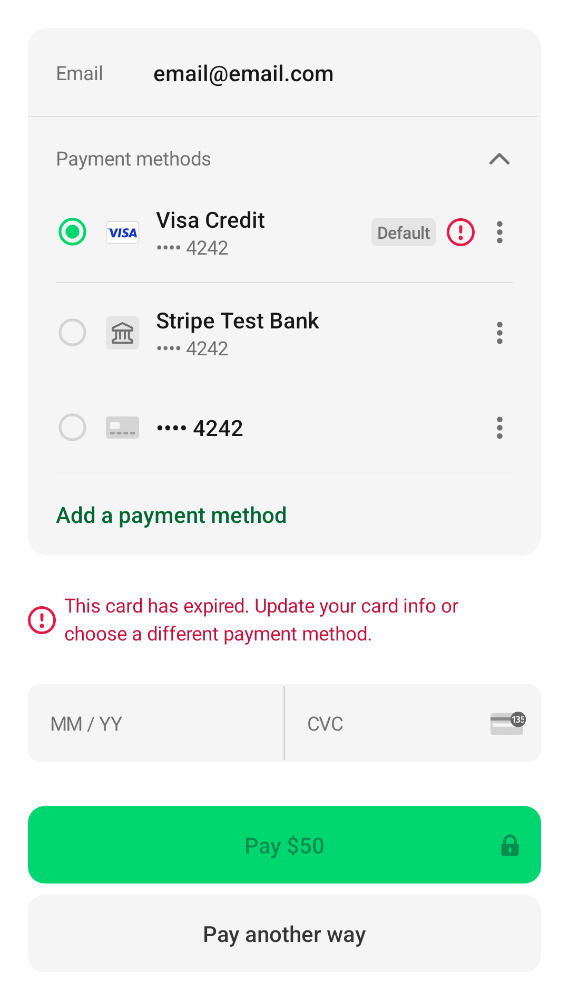 Email email@email.com
Payment methods
VISA Visa Credit Default
•••• 4242
Stripe Test Bank
•••• 4242
•••• 4242
Add a payment method
This card has expired. Update your card info or
choose a different payment method.
MM / YY CVC 135
Pay $50
Pay another way